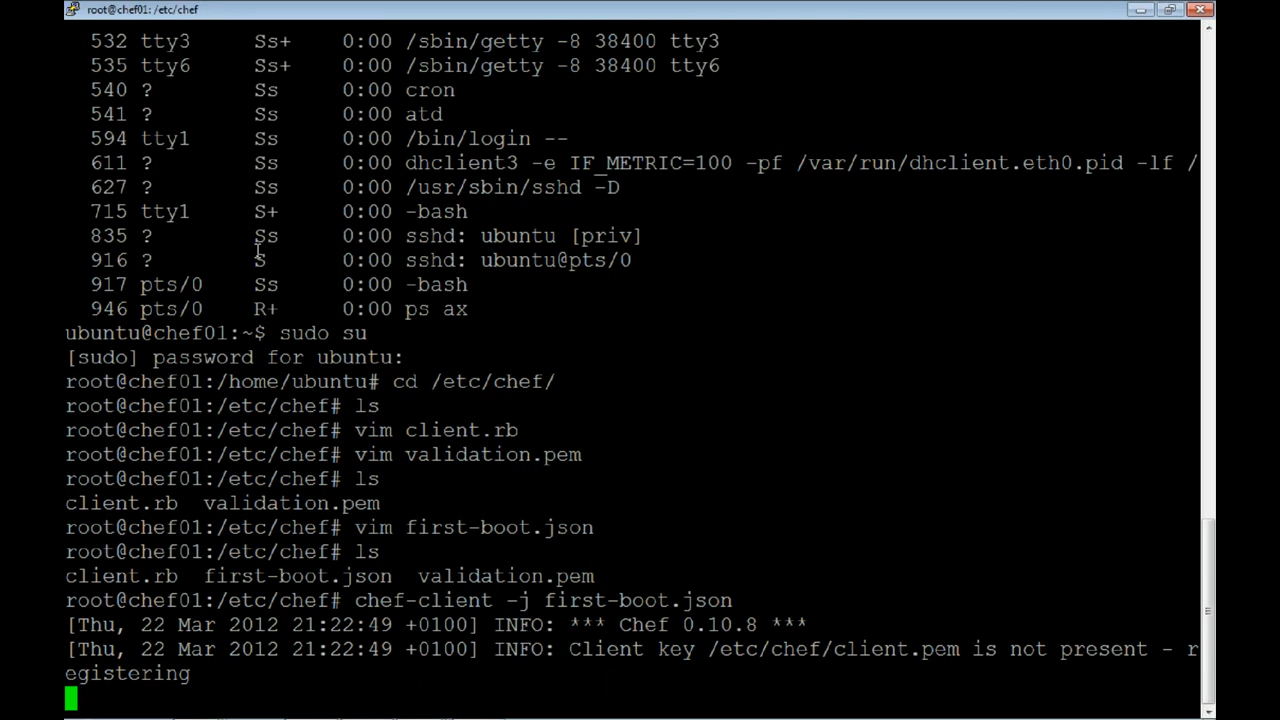 root@chef01: /etc/chef
532 tty3 Ss+ 0:00 /sbin/getty -8 38400 tty3
535 tty6 Ss+ 0:00 /sbin/getty -8 38400 tty6
540 ? Ss 0:00 cron
541 ? Ss 0:00 atd
594 tty1 Ss 0:00 /bin/login --
611 ? Ss 0:00 dhclient3 -e IF_METRIC=100 -pf /var/run/dhclient.eth0.pid -lf /
627 ? Ss 0:00 /usr/sbin/sshd -D
715 tty1 S+ 0:00 -bash
835 ? Ss 0:00 sshd: ubuntu [priv]
916 ? S 0:00 sshd: ubuntu@pts/0
917 pts/0 Ss 0:00 -bash
946 pts/0 R+ 0:00 ps ax
ubuntu@chef01:~$ sudo su
[sudo] password for ubuntu:
root@chef01:/home/ubuntu# cd /etc/chef/
root@chef01:/etc/chef# ls
root@chef01:/etc/chef# vim client.rb
root@chef01:/etc/chef# vim validation.pem
root@chef01:/etc/chef# ls
client.rb validation.pem
root@chef01:/etc/chef# vim first-boot.json
root@chef01:/etc/chef# ls
client.rb first-boot.json validation.pem
root@chef01:/etc/chef# chef-client -j first-boot.json
[Thu, 22 Mar 2012 21:22:49 +0100] INFO: *** Chef 0.10.8 ***
[Thu, 22 Mar 2012 21:22:49 +0100] INFO: Client key /etc/chef/client.pem is not present - r
egistering